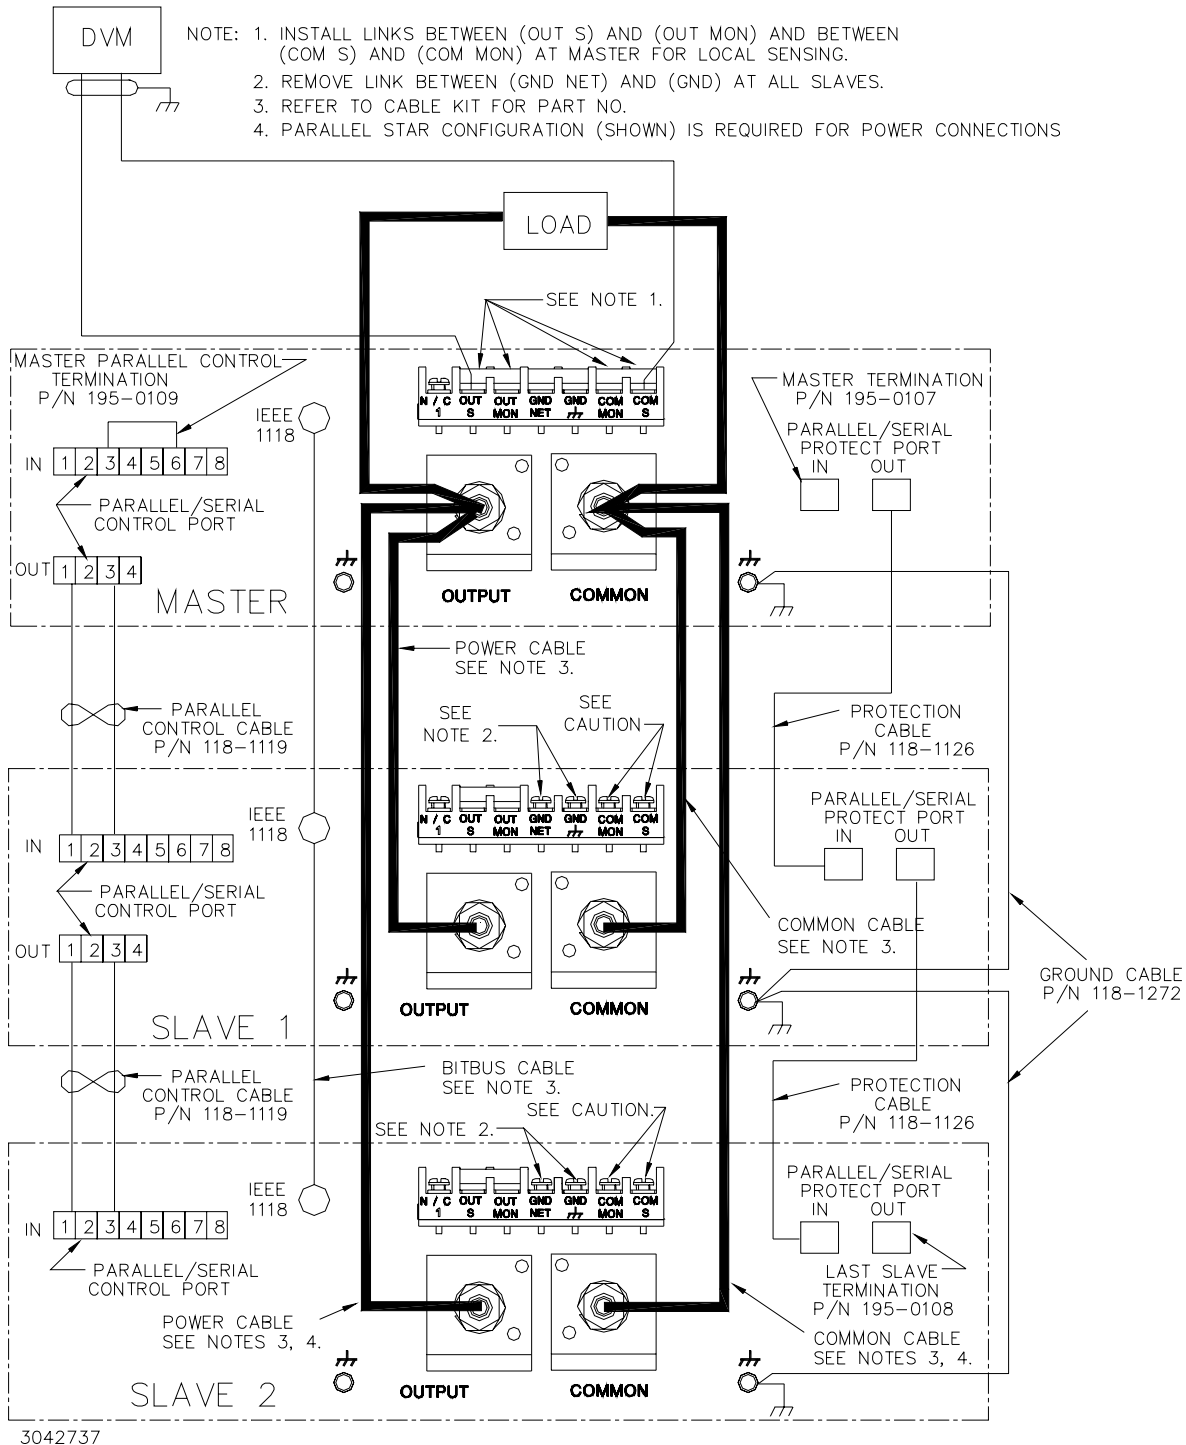 DVM
NOTE: 1. INSTALL LINKS BETWEEN (OUT S) AND (OUT MON) AND BETWEEN
(COM S) AND (COM MON) AT MASTER FOR LOCAL SENSING.
2. REMOVE LINK BETWEEN (GND NET) AND (GND) AT ALL SLAVES.
3. REFER TO CABLE KIT FOR PART NO.
4. PARALLEL STAR CONFIGURATION (SHOWN) IS REQUIRED FOR POWER CONNECTIONS
LOAD
SEE NOTE 1.
MASTER PARALLEL CONTROL
TERMINATION
P/N 195-0109
IEEE
1118
IN 1 2 3 4 5 6 7 8
PARALLEL/SERIAL
CONTROL PORT
OUT 1 2 3 4
MASTER
N / C OUT OUT GND GND COM COM
1 S MON NET MON S
OUTPUT COMMON
MASTER TERMINATION
P/N 195-0107
PARALLEL/SERIAL
PROTECT PORT
IN OUT
POWER CABLE
SEE NOTE 3.
PARALLEL
CONTROL CABLE
P/N 118-1119
SEE
NOTE 2.
SEE
CAUTION
PROTECTION
CABLE
P/N 118-1126
IEEE
1118
IN 1 2 3 4 5 6 7 8
PARALLEL/SERIAL
CONTROL PORT
OUT 1 2 3 4
SLAVE 1
N / C OUT OUT GND GND COM COM
1 S MON NET MON S
OUTPUT COMMON
PARALLEL/SERIAL
PROTECT PORT
IN OUT
COMMON CABLE
SEE NOTE 3.
GROUND CABLE
P/N 118-1272
PARALLEL
CONTROL CABLE
P/N 118-1119
BITBUS CABLE
SEE NOTE 3.
SEE CAUTION.
SEE NOTE 2.
PROTECTION
CABLE
P/N 118-1126
IEEE
1118
IN 1 2 3 4 5 6 7 8
PARALLEL/SERIAL
CONTROL PORT
N / C OUT OUT GND GND COM COM
1 S MON NET MON S
PARALLEL/SERIAL
PROTECT PORT
IN OUT
LAST SLAVE
TERMINATION
P/N 195-0108
POWER CABLE
SEE NOTES 3, 4.
COMMON CABLE
SEE NOTES 3, 4.
SLAVE 2
OUTPUT COMMON
3042737